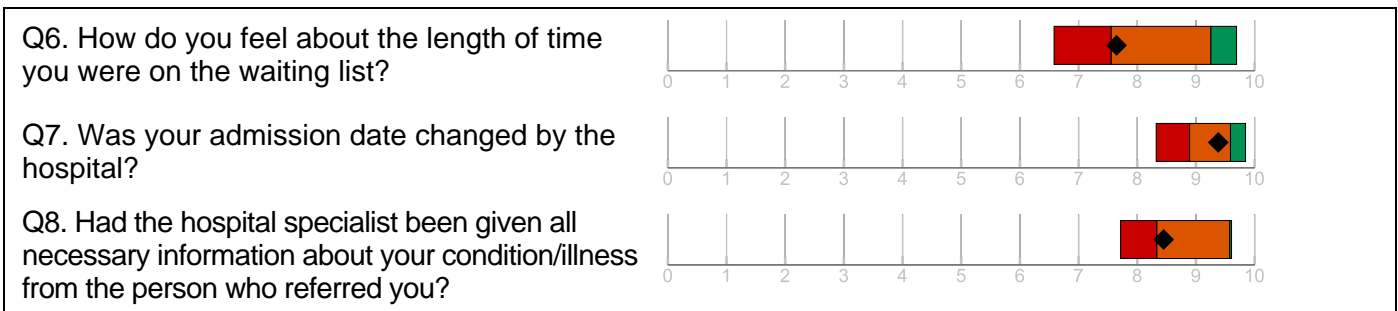 Q6. How do you feel about the length of time
you were on the waiting list?
0 1 2 3 4 5 6 7 8 9 10
Q7. Was your admission date changed by the
hospital?
0 1 2 3 4 5 6 7 8 9 10
Q8. Had the hospital specialist been given all
necessary information about your condition/illness
from the person who referred you?
0 1 2 3 4 5 6 7 8 9 10